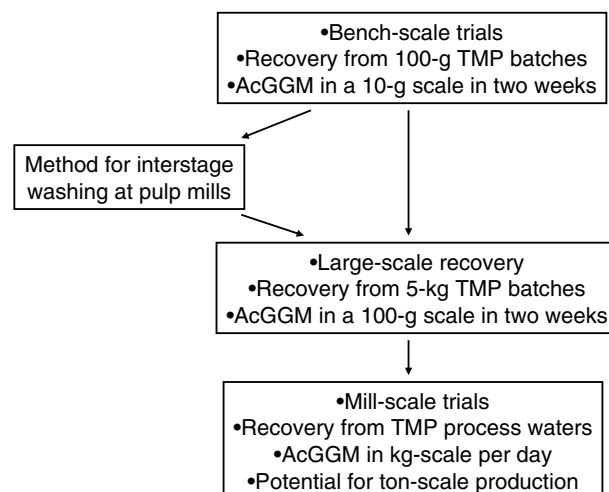 •Bench-scale trials
•Recovery from 100-g TMP batches
•AcGGM in a 10-g scale in two weeks
Method for interstage
washing at pulp mills
•Large-scale recovery
•Recovery from 5-kg TMP batches
•AcGGM in a 100-g scale in two weeks
•Mill-scale trials
•Recovery from TMP process waters
•AcGGM in kg-scale per day
•Potential for ton-scale production